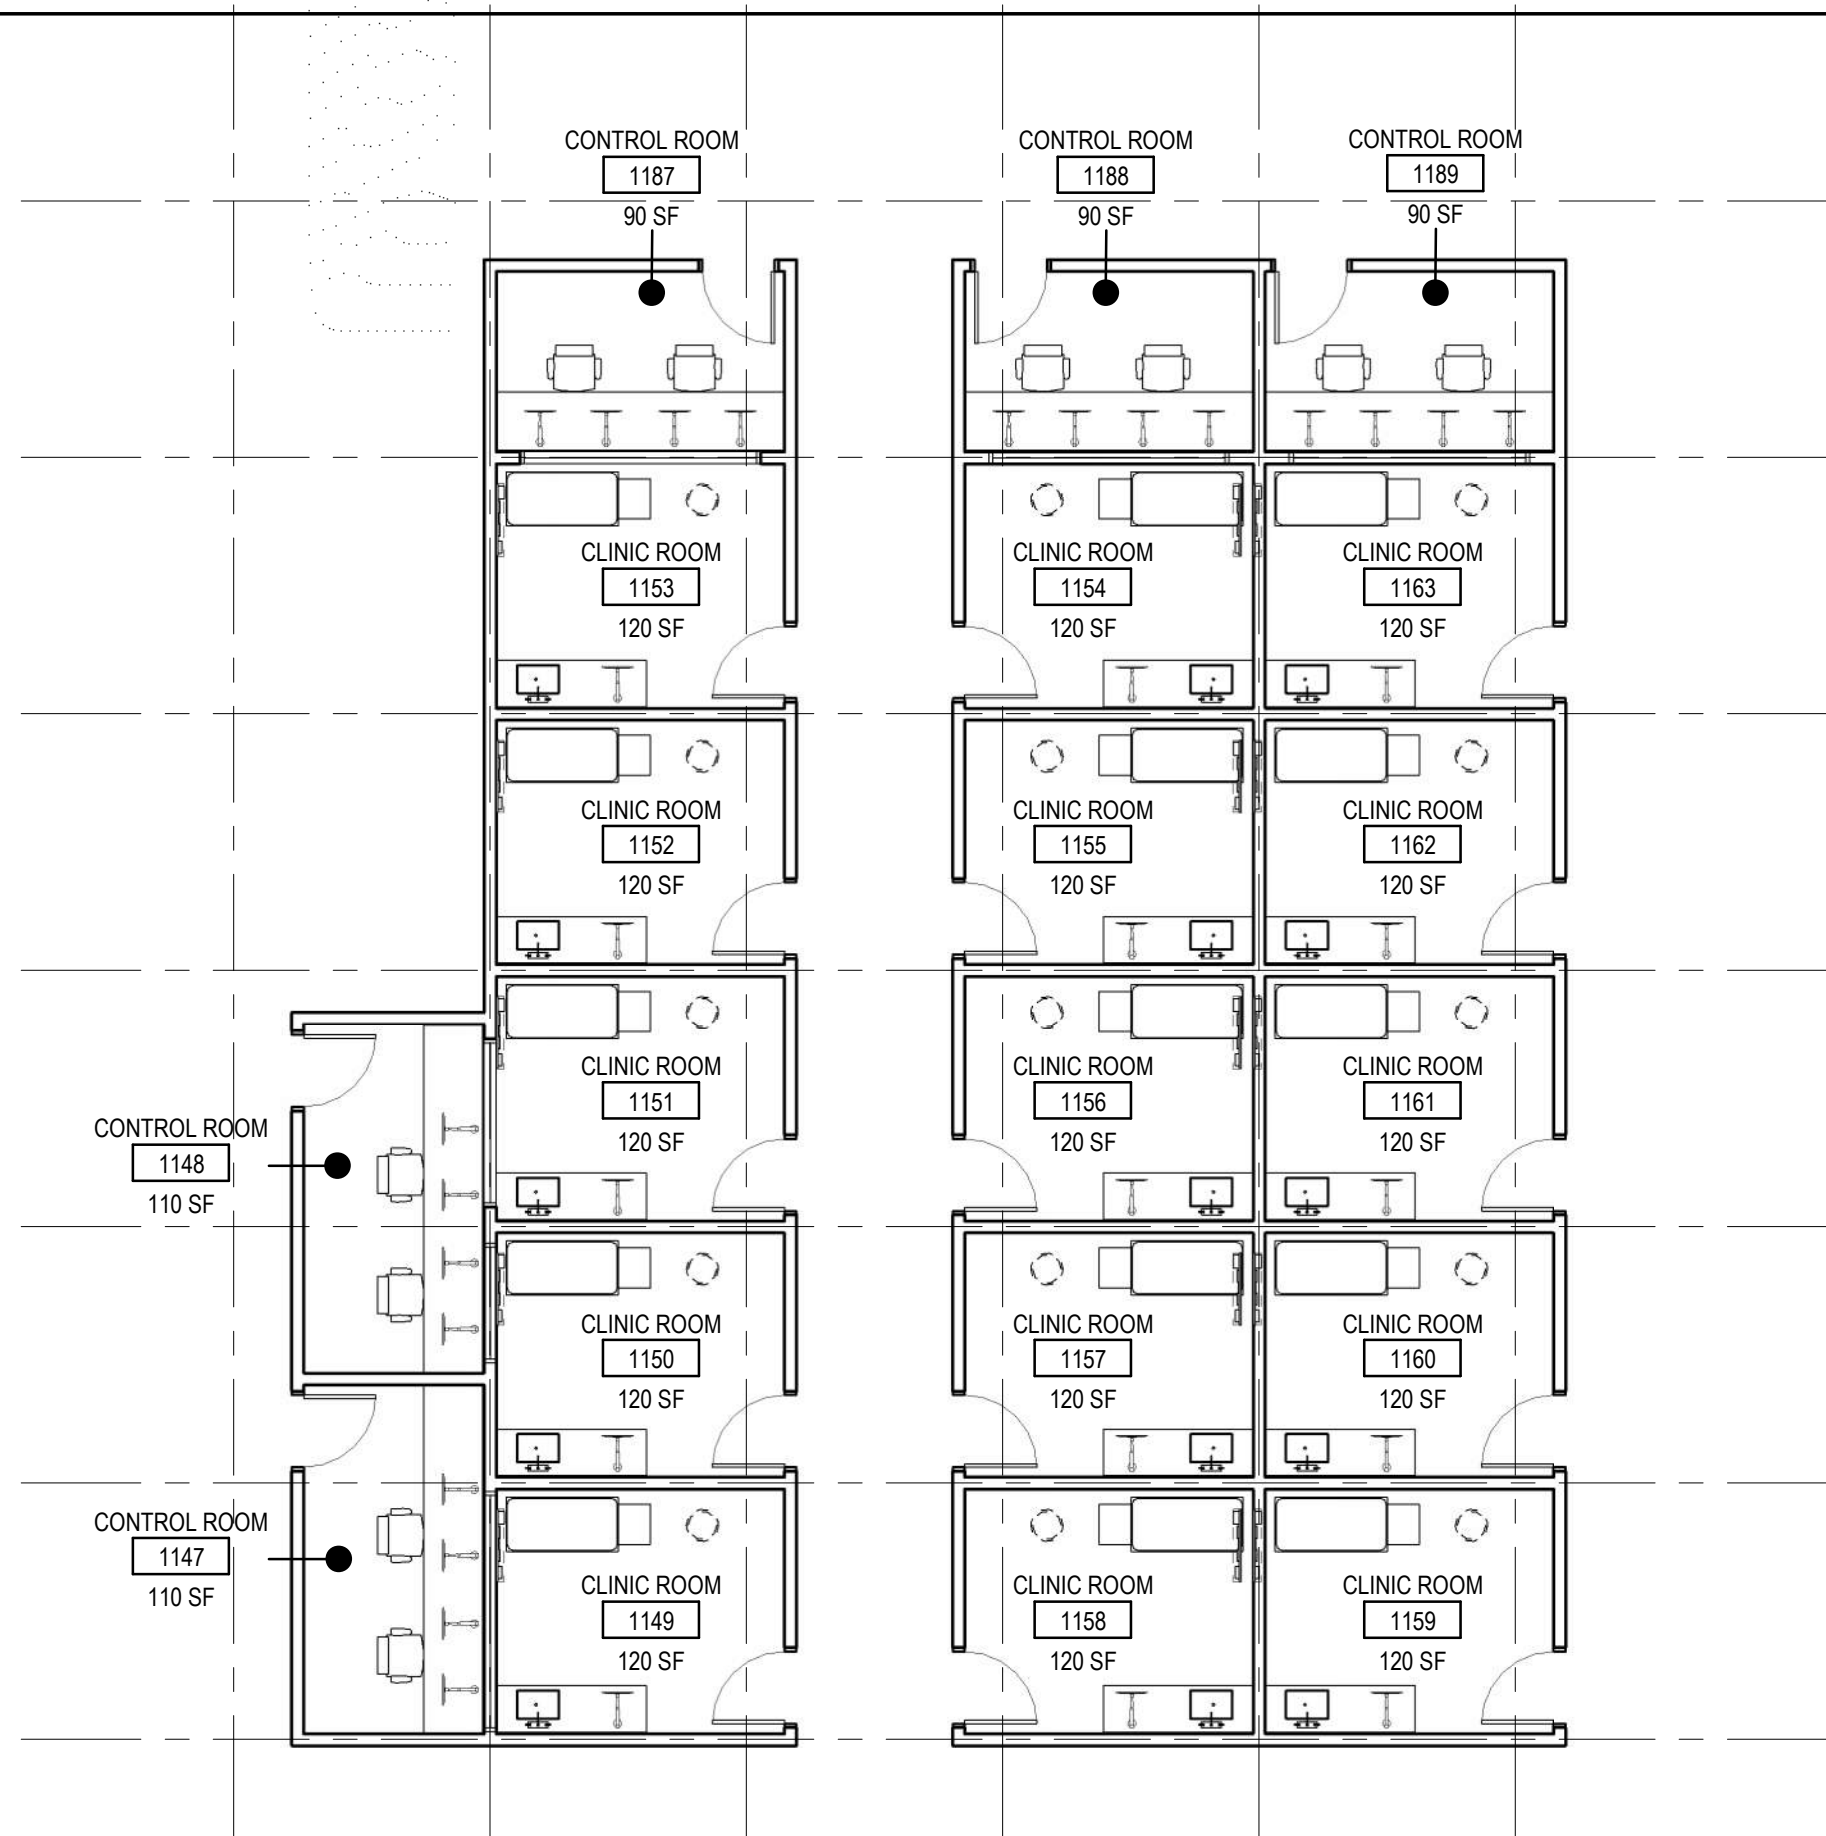 CONTROL ROOM
1187
90 SF
CONTROL ROOM
1188
90 SF
CONTROL ROOM
1189
90 SF
CLINIC ROOM
1153
120 SF
CLINIC ROOM
1154
120 SF
CLINIC ROOM
1163
120 SF
CLINIC ROOM
1152
120 SF
CLINIC ROOM
1155
120 SF
CLINIC ROOM
1162
120 SF
CLINIC ROOM
1151
120 SF
CLINIC ROOM
1156
120 SF
CLINIC ROOM
1161
120 SF
CONTROL ROOM
1148
110 SF
CLINIC ROOM
1150
120 SF
CLINIC ROOM
1157
120 SF
CLINIC ROOM
1160
120 SF
CONTROL ROOM
1147
110 SF
CLINIC ROOM
1149
120 SF
CLINIC ROOM
1158
120 SF
CLINIC ROOM
1159
120 SF